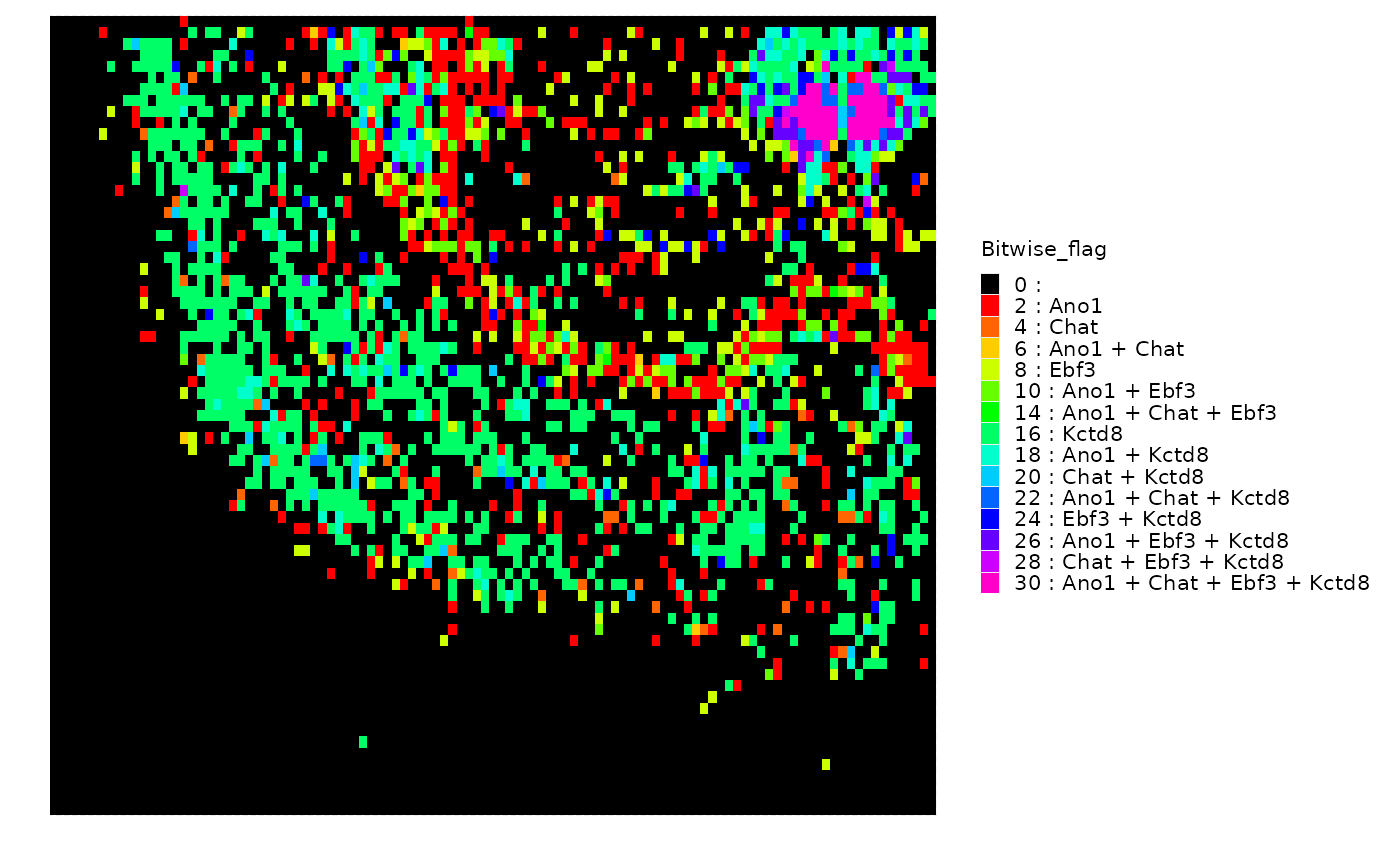 Bitwise_flag
0 :
2 : Ano1
4 : Chat
6 : Ano1 + Chat
8 : Ebf3
10 : Ano1 + Ebf3
14 : Ano1 + Chat + Ebf3
16 : Kctd8
18 : Ano1 + Kctd8
20 : Chat + Kctd8
22 : Ano1 + Chat + Kctd8
24 : Ebf3 + Kctd8
26 : Ano1 + Ebf3 + Kctd8
28 : Chat + Ebf3 + Kctd8
30 : Ano1 + Chat + Ebf3 + Kctd8